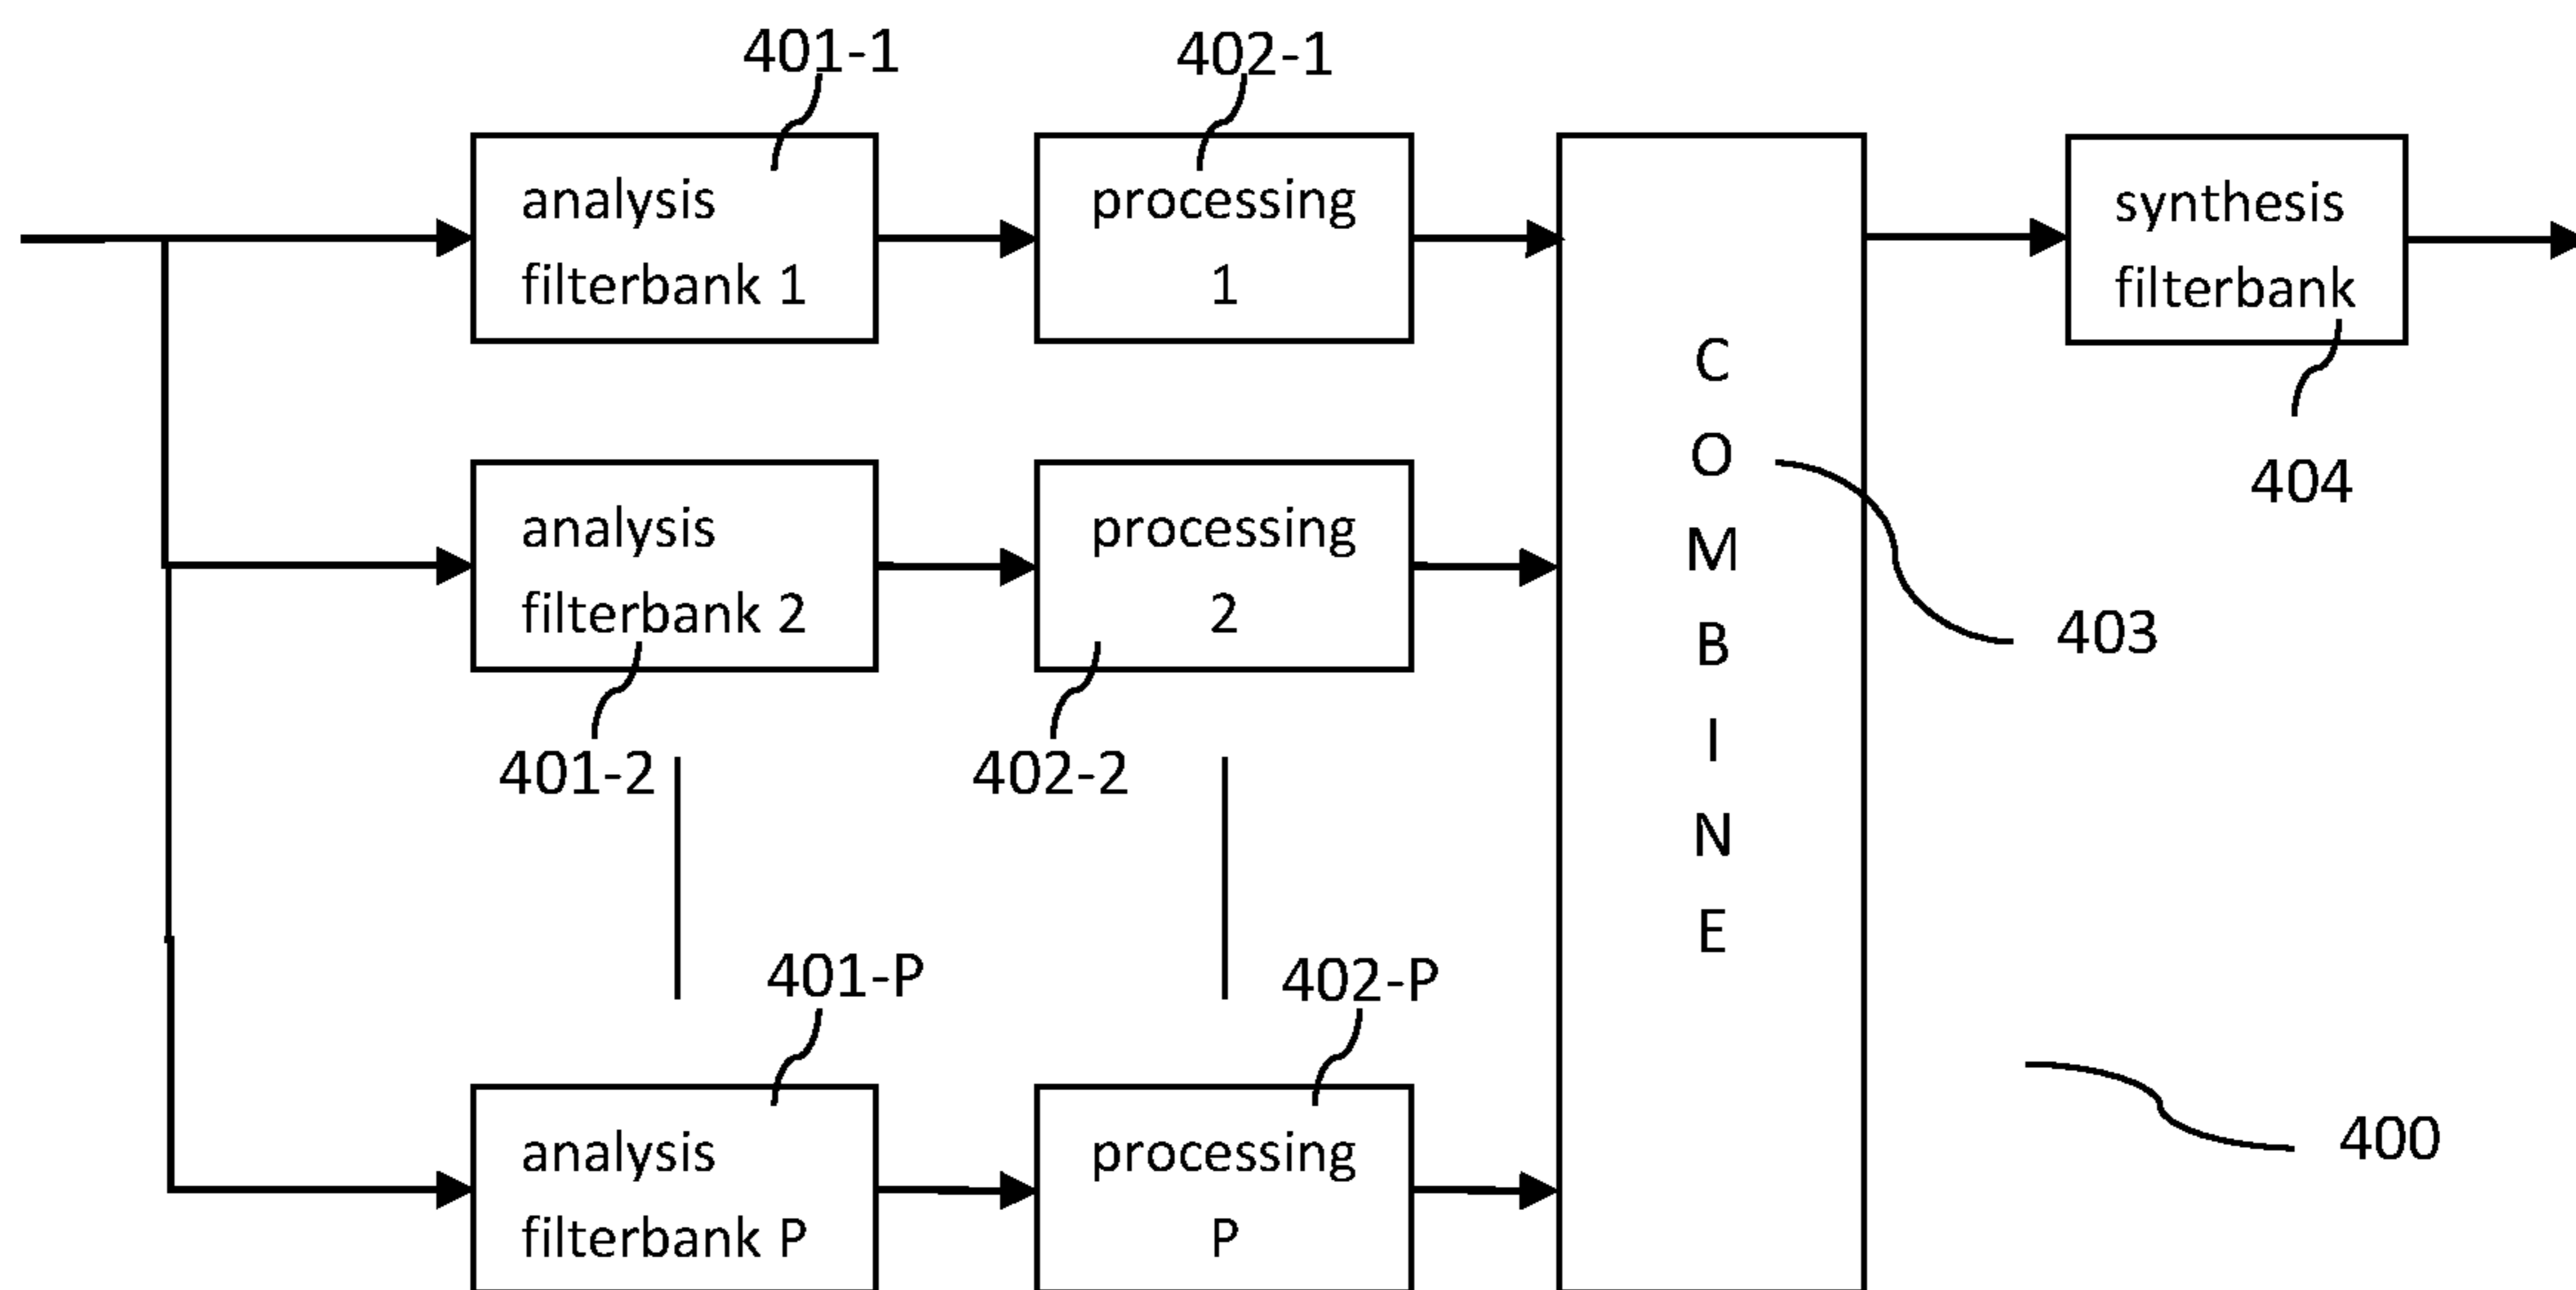 401-1
402-1
analysis
filterbank 1
processing
1
synthesis
filterbank
404
C
O
M
B
I
N
E
403
analysis
filterbank 2
processing
2
401-2
402-2
401-P
402-P
analysis
filterbank P
processing
P
400